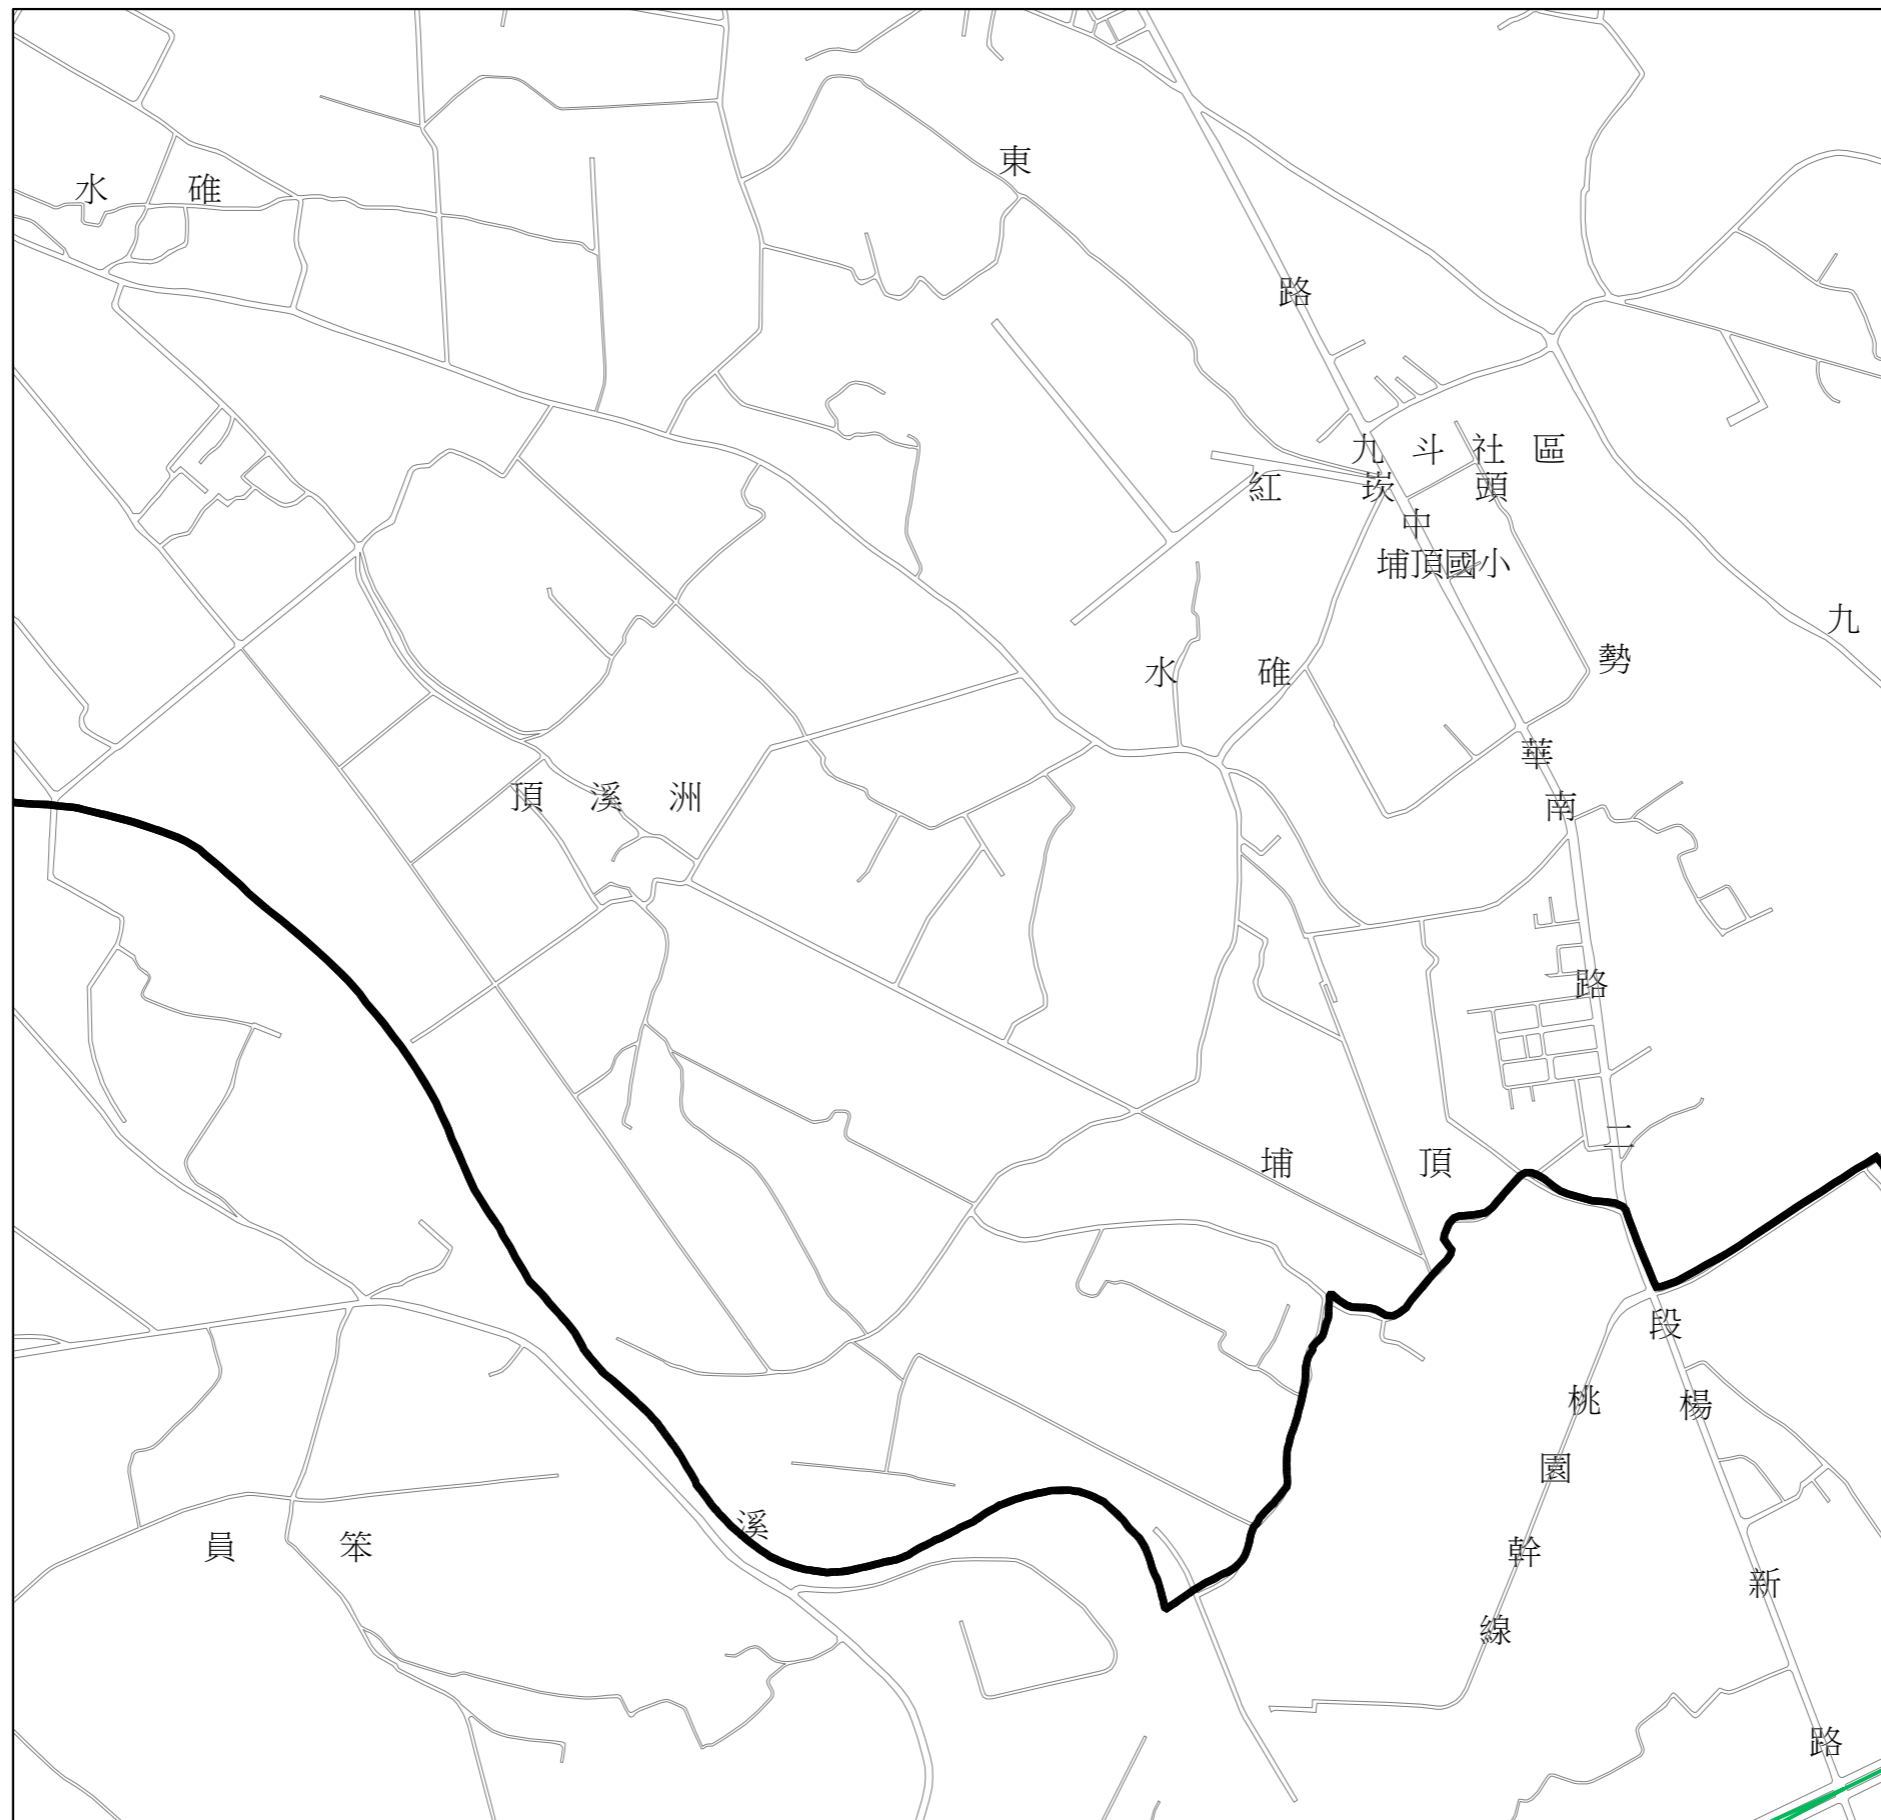 東
水碓
路
九斗社區
紅崁頭
中
埔頂國小
九
勢
水碓
華
南
頂溪洲
路
二
埔頂
段
桃園幹線
楊新路
溪
員笨